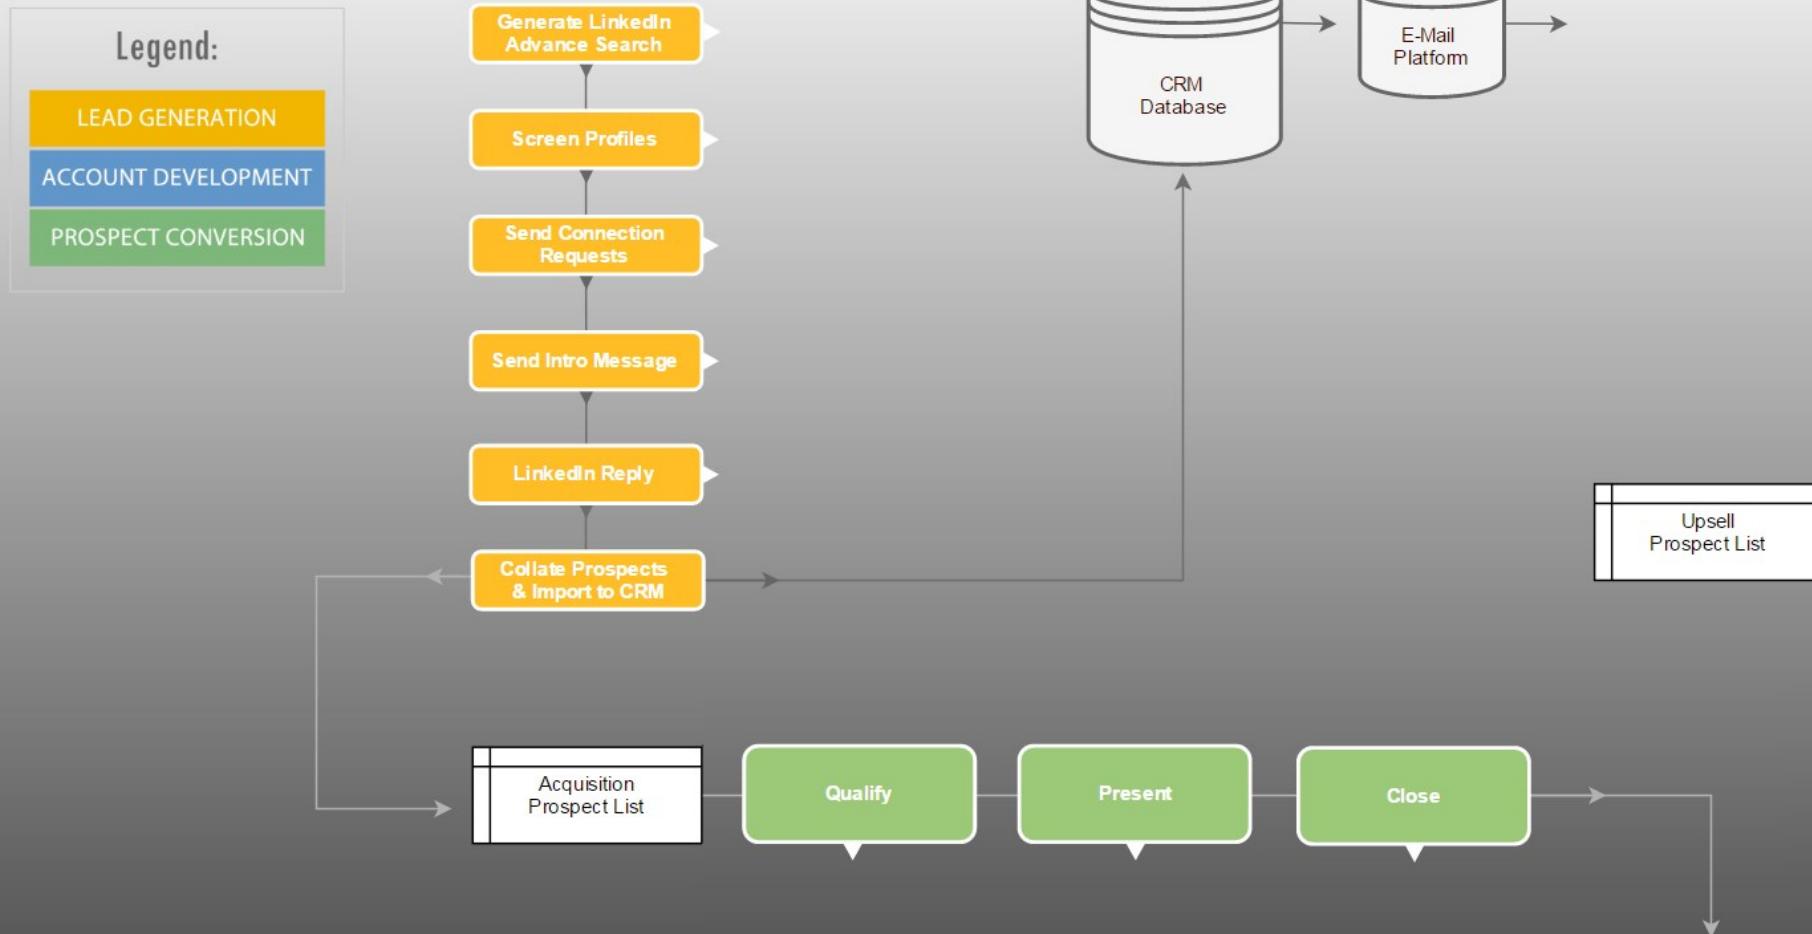 Legend:
LEAD GENERATION
ACCOUNT DEVELOPMENT
PROSPECT CONVERSION
Generate LinkedIn
Advance Search
Screen Profiles
Send Connection
Requests
Send Intro Message
LinkedIn Reply
Collate Prospects
& Import to CRM
CRM
Database
E-Mail
Platform
Upsell
Prospect List
Acquisition
Prospect List
Qualify
Present
Close